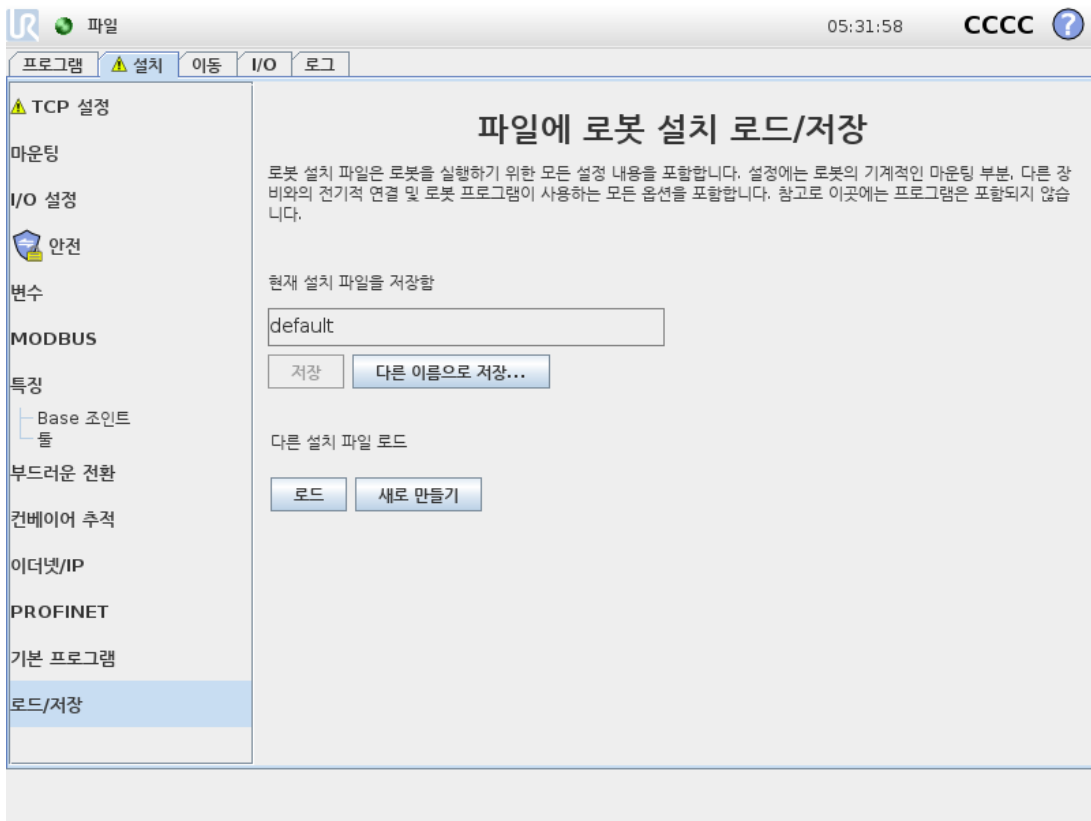 UR 파일 05:31:58 CCCC ?
프로그램 설치 이동 I/O 로그
TCP 설정
마운팅
I/O 설정
안전
변수
MODBUS
특징
Base 조인트
툴
부드러운 전환
컨베이어 추적
이더넷/IP
PROFINET
기본 프로그램
로드/저장
파일에 로봇 설치 로드/저장
로봇 설치 파일은 로봇을 실행하기 위한 모든 설정 내용을 포함합니다. 설정에는 로봇의 기계적인 마운팅 부분, 다른 장
비와의 전기적 연결 및 로봇 프로그램이 사용하는 모든 옵션을 포함합니다. 참고로 이곳에는 프로그램은 포함되지 않습
니다.
현재 설치 파일을 저장함
default
저장 다른 이름으로 저장...
다른 설치 파일 로드
로드 새로 만들기